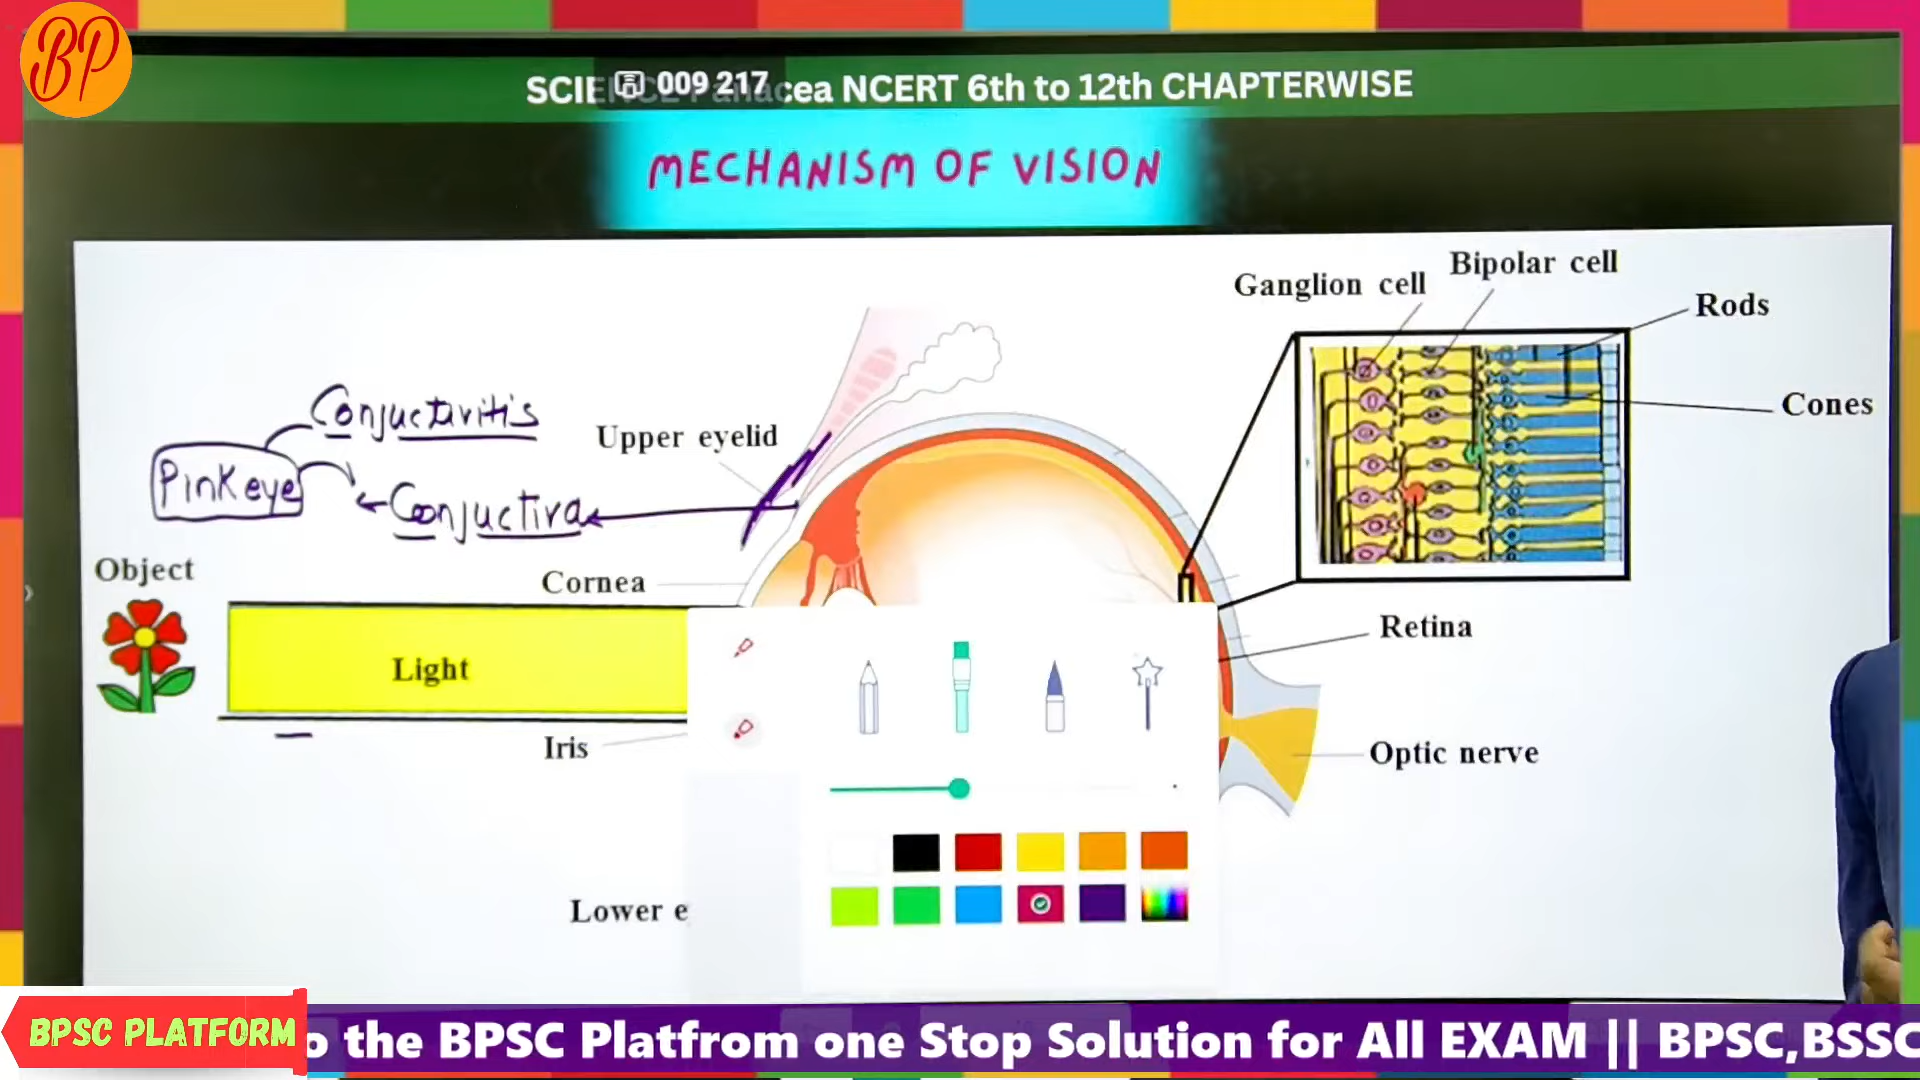 BP
SCIENCE Panacea NCERT 6th to 12th CHAPTERWISE
009 217
MECHANISM OF VISION
Ganglion cell
Bipolar cell
Rods
Cones
Conjuctivitis
Upper eyelid
Pinkeye
Conjuctiva
Object
Cornea
Light
Retina
Iris
Optic nerve
Lower e
BPSC PLATFORM
o the BPSC Platfrom one Stop Solution for All EXAM || BPSC,BSSC